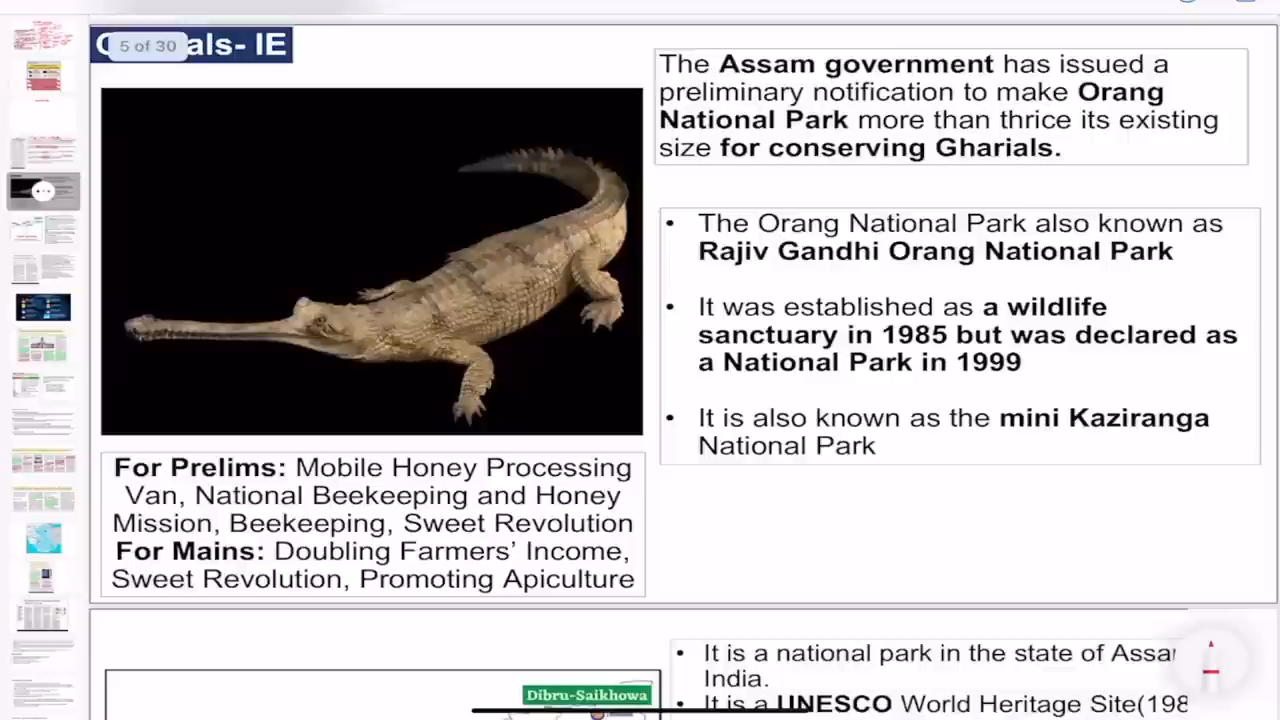 als- IE
5 of 30
The Assam government has issued a
preliminary notification to make Orang
National Park more than thrice its existing
size for conserving Gharials.
• The Orang National Park also known as
Rajiv Gandhi Orang National Park
• It was established as a wildlife
sanctuary in 1985 but was declared as
a National Park in 1999
• It is also known as the mini Kaziranga
National Park
For Prelims: Mobile Honey Processing
Van, National Beekeeping and Honey
Mission, Beekeeping, Sweet Revolution
For Mains: Doubling Farmers’ Income,
Sweet Revolution, Promoting Apiculture
• It is a national park in the state of Assa
India.
• It is a UNESCO World Heritage Site(198
Dibru-Saikhowa